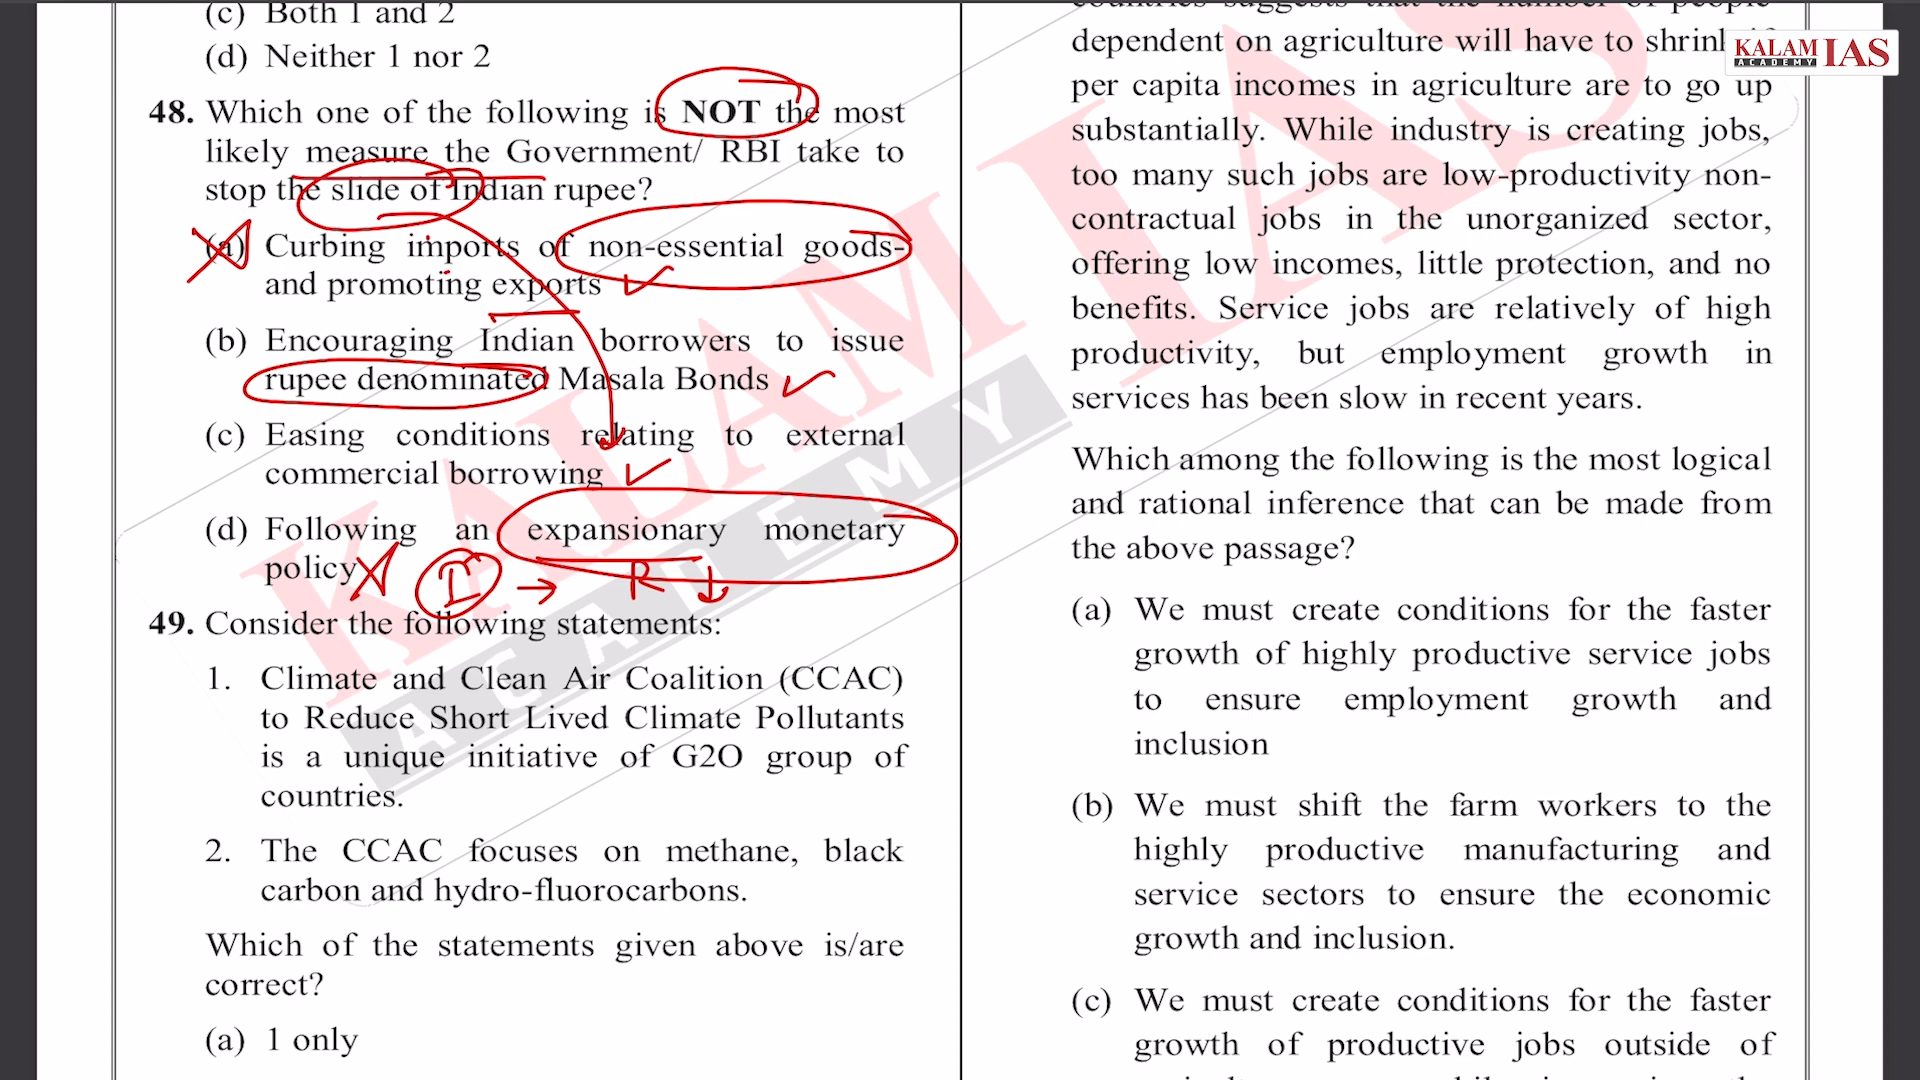 (c) Both 1 and 2
(d) Neither 1 nor 2
48. Which one of the following is NOT the most
likely measure the Government/ RBI take to
stop the slide of Indian rupee?
(a) Curbing imports of non-essential goods-
and promoting exports
(b) Encouraging Indian borrowers to issue
rupee denominated Masala Bonds
(c) Easing conditions relating to external
commercial borrowing
(d) Following an expansionary monetary
policy
I → R ↓
49. Consider the following statements:
1. Climate and Clean Air Coalition (CCAC)
to Reduce Short Lived Climate Pollutants
is a unique initiative of G2O group of
countries.
2. The CCAC focuses on methane, black
carbon and hydro-fluorocarbons.
Which of the statements given above is/are
correct?
(a) 1 only
countries suggests that the number of people
dependent on agriculture will have to shrink if
per capita incomes in agriculture are to go up
substantially. While industry is creating jobs,
too many such jobs are low-productivity non-
contractual jobs in the unorganized sector,
offering low incomes, little protection, and no
benefits. Service jobs are relatively of high
productivity, but employment growth in
services has been slow in recent years.
Which among the following is the most logical
and rational inference that can be made from
the above passage?
(a) We must create conditions for the faster
growth of highly productive service jobs
to ensure employment growth and
inclusion
(b) We must shift the farm workers to the
highly productive manufacturing and
service sectors to ensure the economic
growth and inclusion.
(c) We must create conditions for the faster
growth of productive jobs outside of
KALAM IAS
ACADEMY
KALAM IAS
ACADEMY